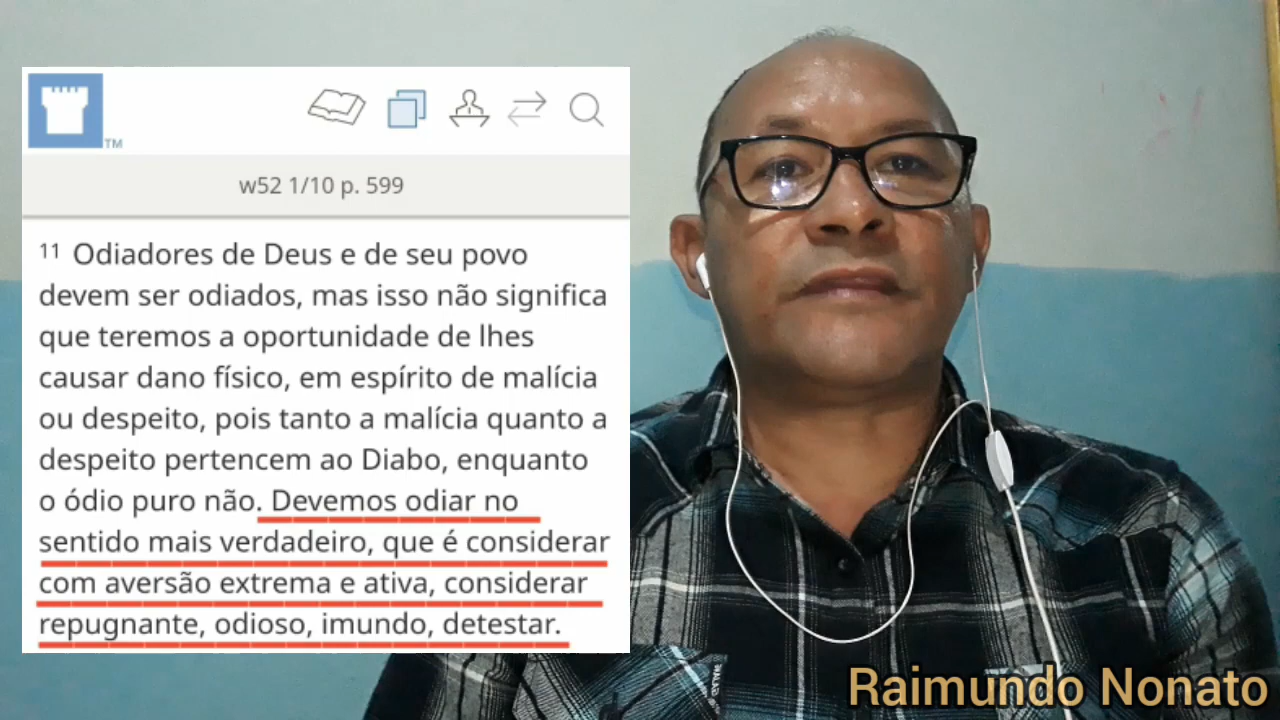 TM
w52 1/10 p. 599
11 Odiadores de Deus e de seu povo
devem ser odiados, mas isso não significa
que teremos a oportunidade de lhes
causar dano físico, em espírito de malícia
ou despeito, pois tanto a malícia quanto a
despeito pertencem ao Diabo, enquanto
o ódio puro não. Devemos odiar no
sentido mais verdadeiro, que é considerar
com aversão extrema e ativa, considerar
repugnante, odioso, imundo, detestar.
Raimundo Nonato